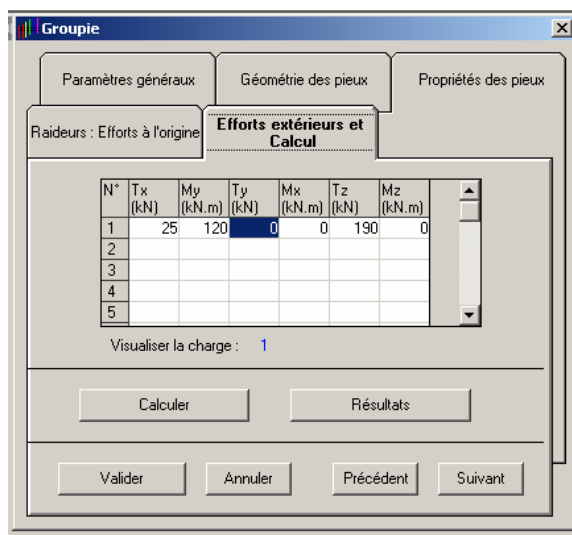 Groupie
Paramètres généraux Géométrie des pieux Propriétés des pieux
Raideurs : Efforts à l'origine Efforts extérieurs et Calcul
N° Tx (kN) My (kN.m) Ty (kN) Mx (kN.m) Tz (kN) Mz (kN.m)
1 25 120 0 0 190 0
2
3
4
5
Visualiser la charge : 1
Calculer Résultats
Valider Annuler Précédent Suivant